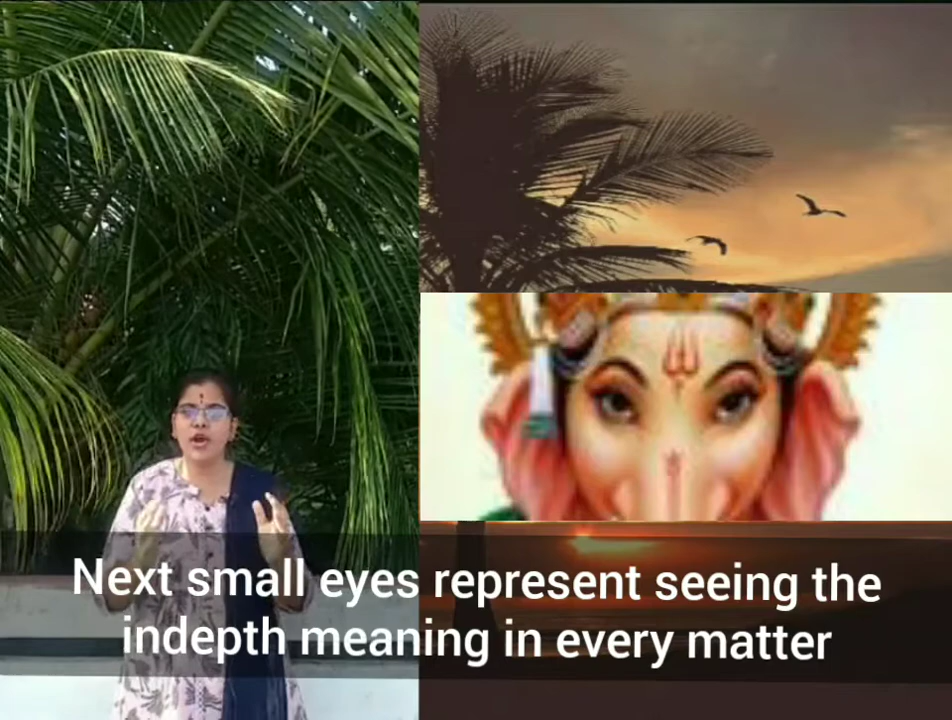 Next small eyes represent seeing the
indepth meaning in every matter